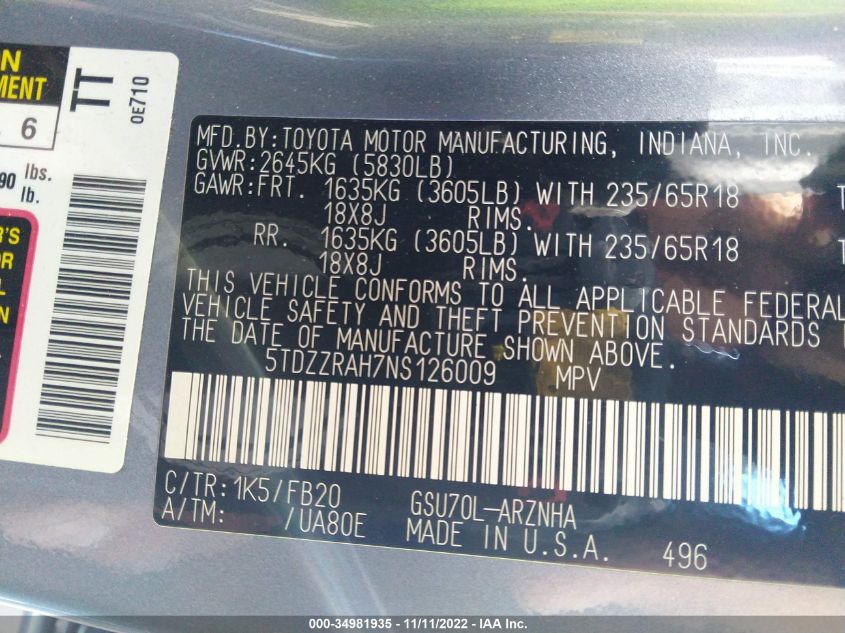 N
MENT
6
90 lbs.
lb.
R'S
OR
L
N
TT
0E710
MFD.BY:TOYOTA MOTOR MANUFACTURING, INDIANA, INC.
GVWR:2645KG (5830LB)
GAWR:FRT. 1635KG (3605LB) WITH 235/65R18 T
18X8J RIMS.
RR. 1635KG (3605LB) WITH 235/65R18 T
18X8J RIMS.
THIS VEHICLE CONFORMS TO ALL APPLICABLE FEDERAL
VEHICLE SAFETY AND THEFT PREVENTION STANDARDS
THE DATE OF MANUFACTURE SHOWN ABOVE.
5TDZZRAH7NS126009 MPV
C/TR:1K5/FB20 GSU70L-ARZNHA
A/TM: /UA80E MADE IN U.S.A. 496
000-34981935 - 11/11/2022 - IAA Inc.